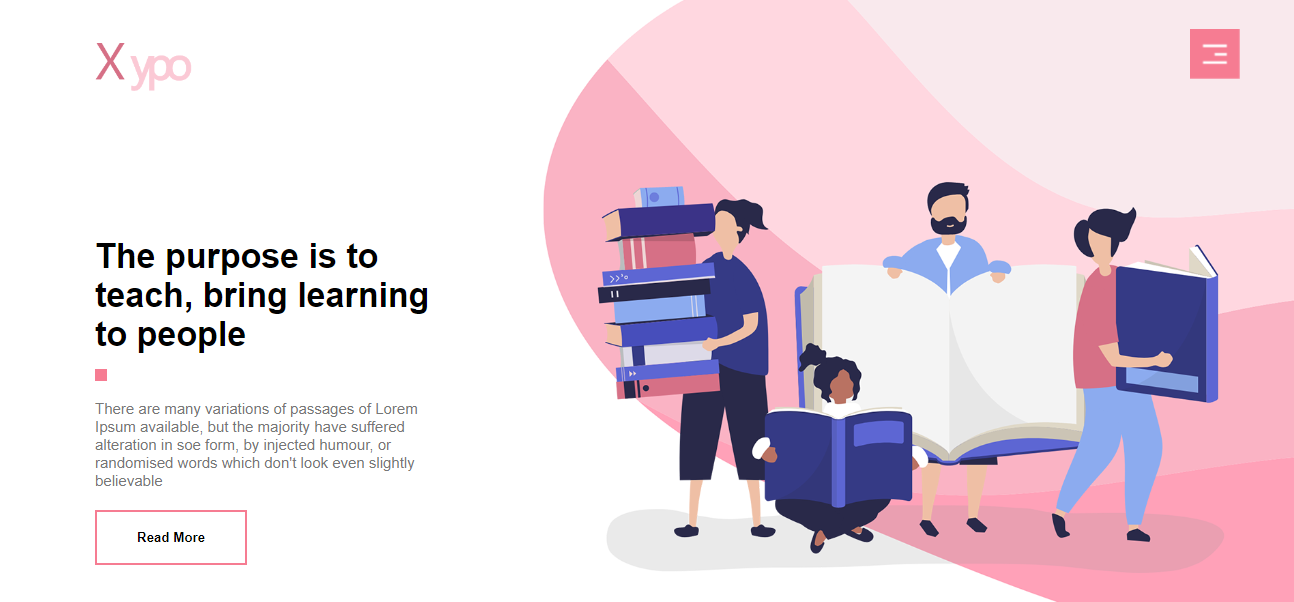 X ypo
The purpose is to
teach, bring learning
to people
There are many variations of passages of Lorem
Ipsum available, but the majority have suffered
alteration in soe form, by injected humour, or
randomised words which don't look even slightly
believable
Read More